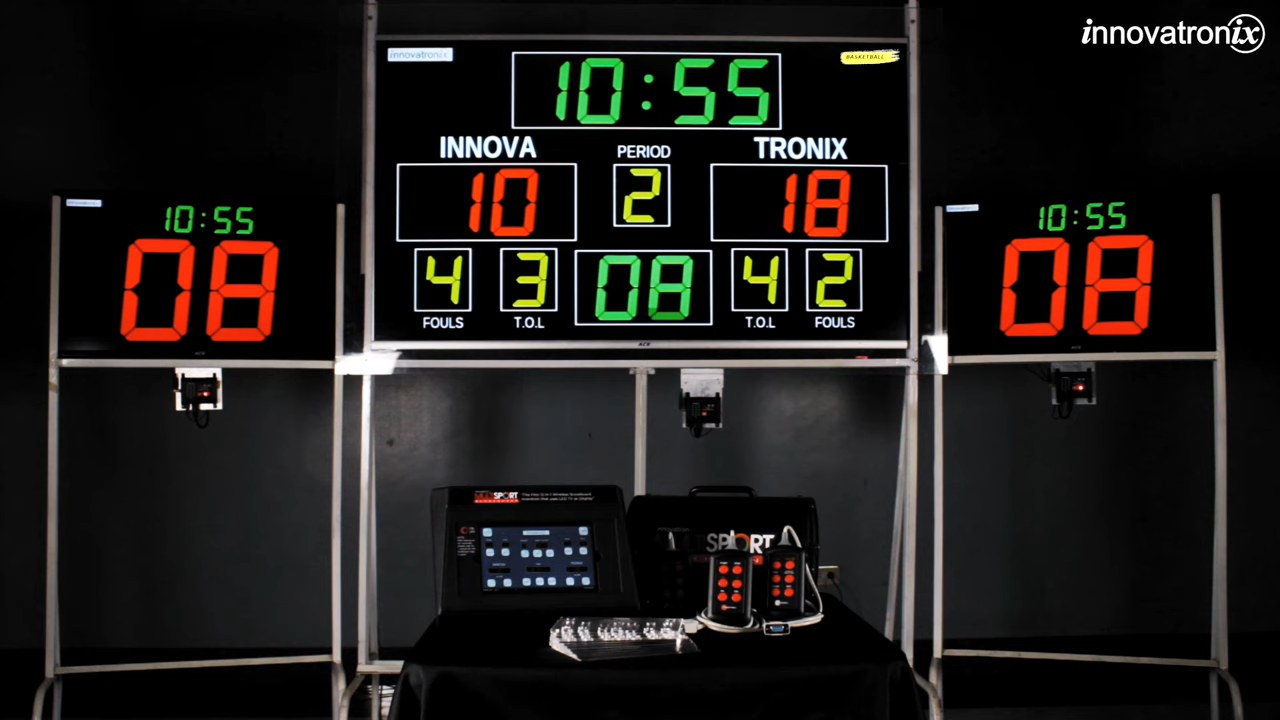 innovatronix
innovatronix
BASKETBALL
10:55
INNOVA
PERIOD
TRONIX
10
2
18
4
3
08
4
2
FOULS
T.O.L
T.O.L
FOULS
10:55
08
10:55
08
MULTISPORT
SPORT